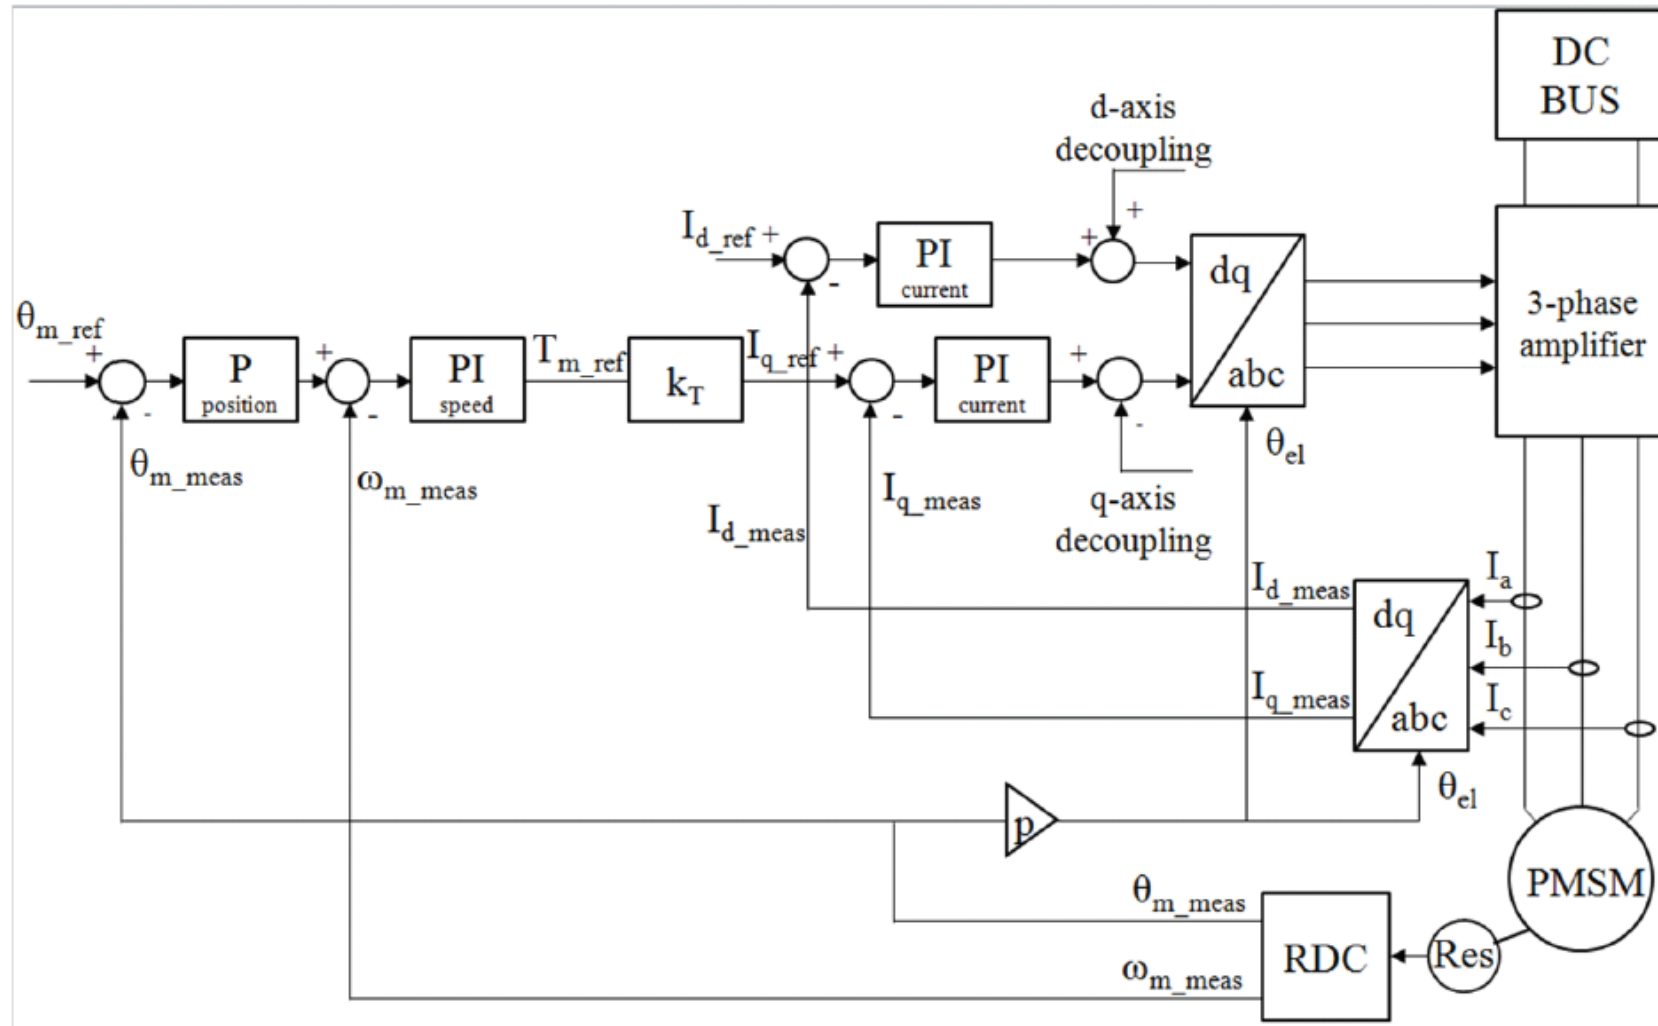 DC
BUS
d-axis
decoupling
+
I_d_ref +
+
PI
current
-
dq
abc
3-phase
amplifier
θ_m_ref
+
P
position
+
PI
speed
T_m_ref
k_T
I_q_ref +
PI
current
+
-
-
-
-
θ_m_meas
ω_m_meas
I_q_meas
I_d_meas
q-axis
decoupling
θ_el
I_d_meas
dq
abc
I_a
I_b
I_q_meas
I_c
θ_el
p
PMSM
θ_m_meas
RDC
Res
ω_m_meas